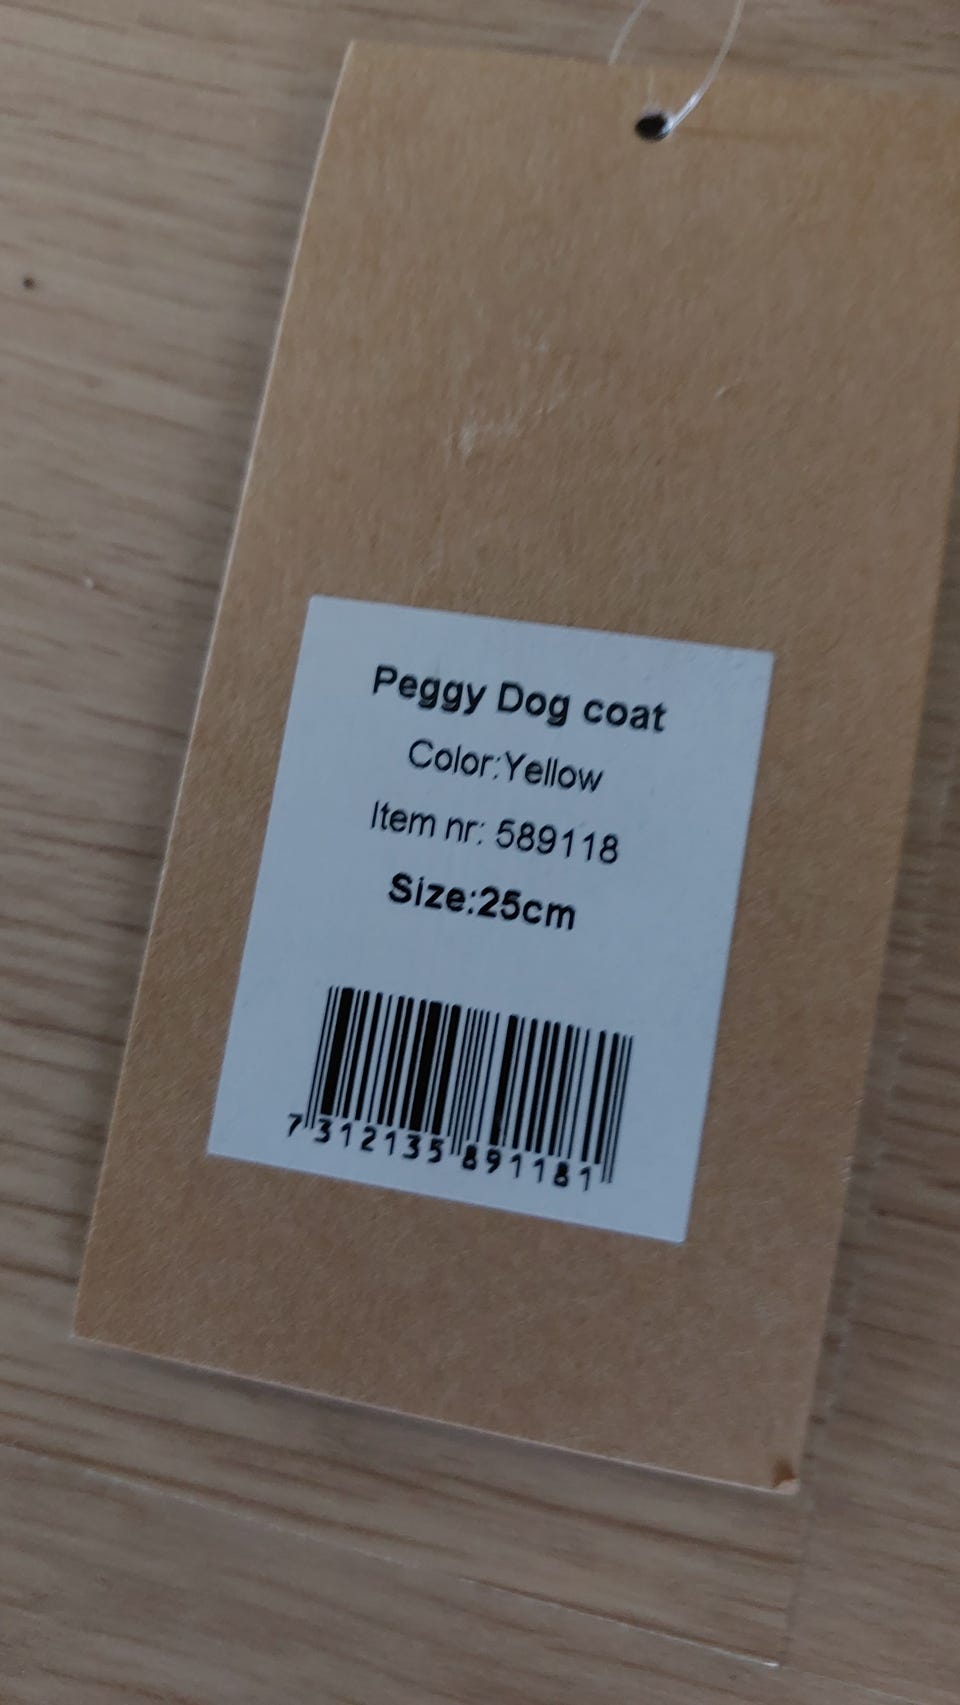 Peggy Dog coat
Color:Yellow
Item nr: 589118
Size:25cm
7 312135 891181